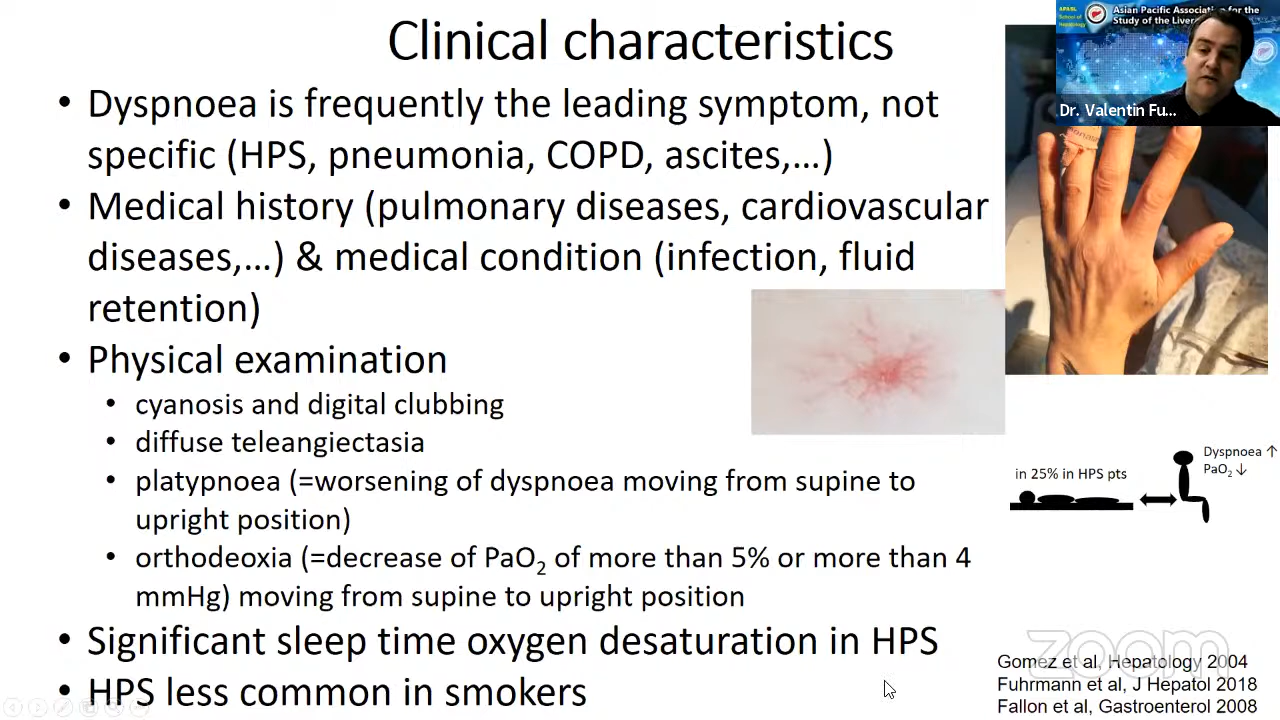 Clinical characteristics
• Dyspnoea is frequently the leading symptom, not
specific (HPS, pneumonia, COPD, ascites,...)
• Medical history (pulmonary diseases, cardiovascular
diseases,...) & medical condition (infection, fluid
retention)
• Physical examination
• cyanosis and digital clubbing
• diffuse teleangiectasia
• platypnoea (=worsening of dyspnoea moving from supine to
upright position)
• orthodeoxia (=decrease of PaO2 of more than 5% or more than 4
mmHg) moving from supine to upright position
• Significant sleep time oxygen desaturation in HPS
• HPS less common in smokers
APASL
School of
Hepatology
Asian Pacific Association for the
Study of the Liver
Dr. Valentin Fu...
in 25% in HPS pts
Dyspnoea ↑
PaO2 ↓
zoom
Gomez et al, Hepatology 2004
Fuhrmann et al, J Hepatol 2018
Fallon et al, Gastroenterol 2008